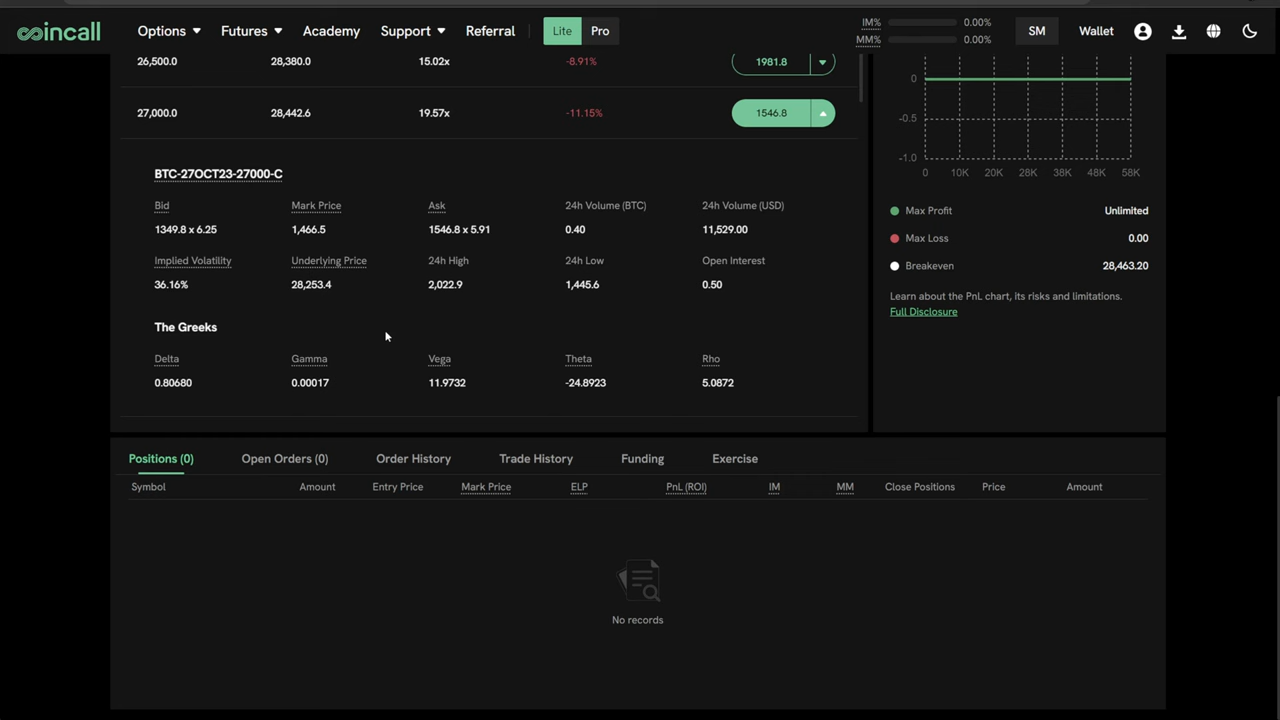 coincall Options Futures Academy Support Referral Lite Pro IM% 0.00% SM Wallet
MM% 0.00%
26,500.0 28,380.0 15.02x -8.91% 1981.8
27,000.0 28,442.6 19.57x -11.15% 1546.8
BTC-27OCT23-27000-C
Bid Mark Price Ask 24h Volume (BTC) 24h Volume (USD)
1349.8 x 6.25 1,466.5 1546.8 x 5.91 0.40 11,529.00
Implied Volatility Underlying Price 24h High 24h Low Open Interest
36.16% 28,253.4 2,022.9 1,445.6 0.50
The Greeks
Delta Gamma Vega Theta Rho
0.80680 0.00017 11.9732 -24.8923 5.0872
0
-0.5
-1.0
0 10K 20K 28K 38K 48K 58K
Max Profit Unlimited
Max Loss 0.00
Breakeven 28,463.20
Learn about the PnL chart, its risks and limitations.
Full Disclosure
Positions (0) Open Orders (0) Order History Trade History Funding Exercise
Symbol Amount Entry Price Mark Price ELP PnL (ROI) IM MM Close Positions Price Amount
No records